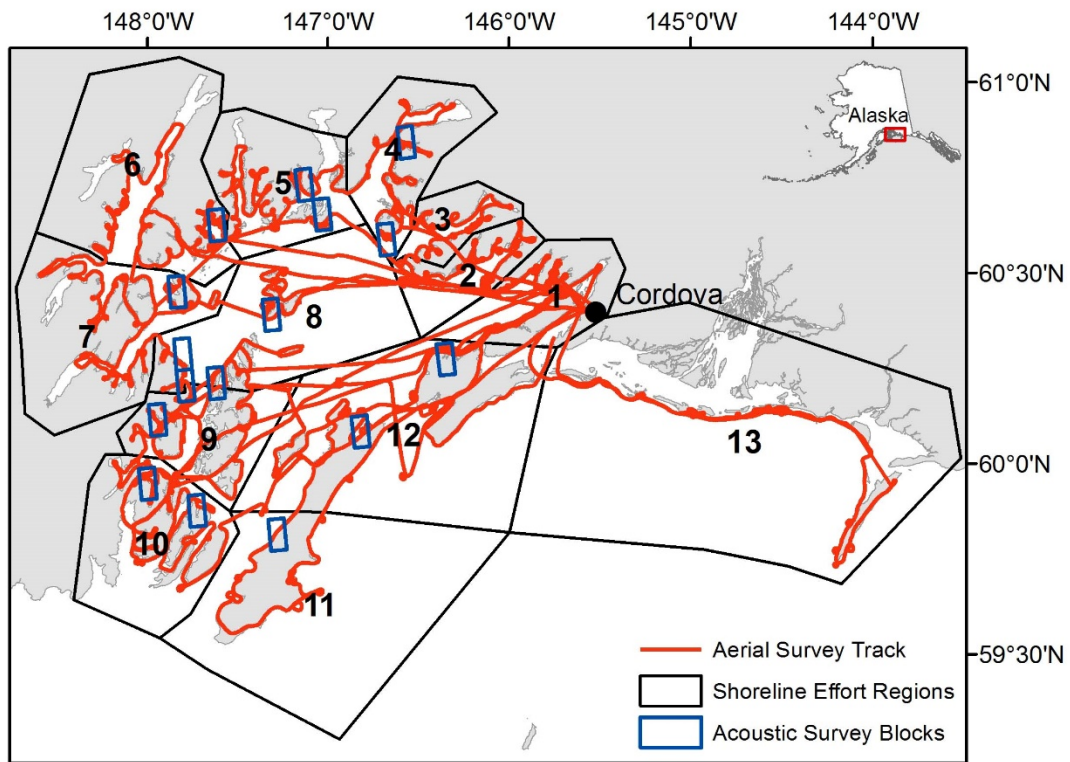 148°0'W 147°0'W 146°0'W 145°0'W 144°0'W
61°0'N
Alaska
6
4
5
3
60°30'N
2
1
Cordova
8
7
12
9
13
60°0'N
10
11
59°30'N
Aerial Survey Track
Shoreline Effort Regions
Acoustic Survey Blocks